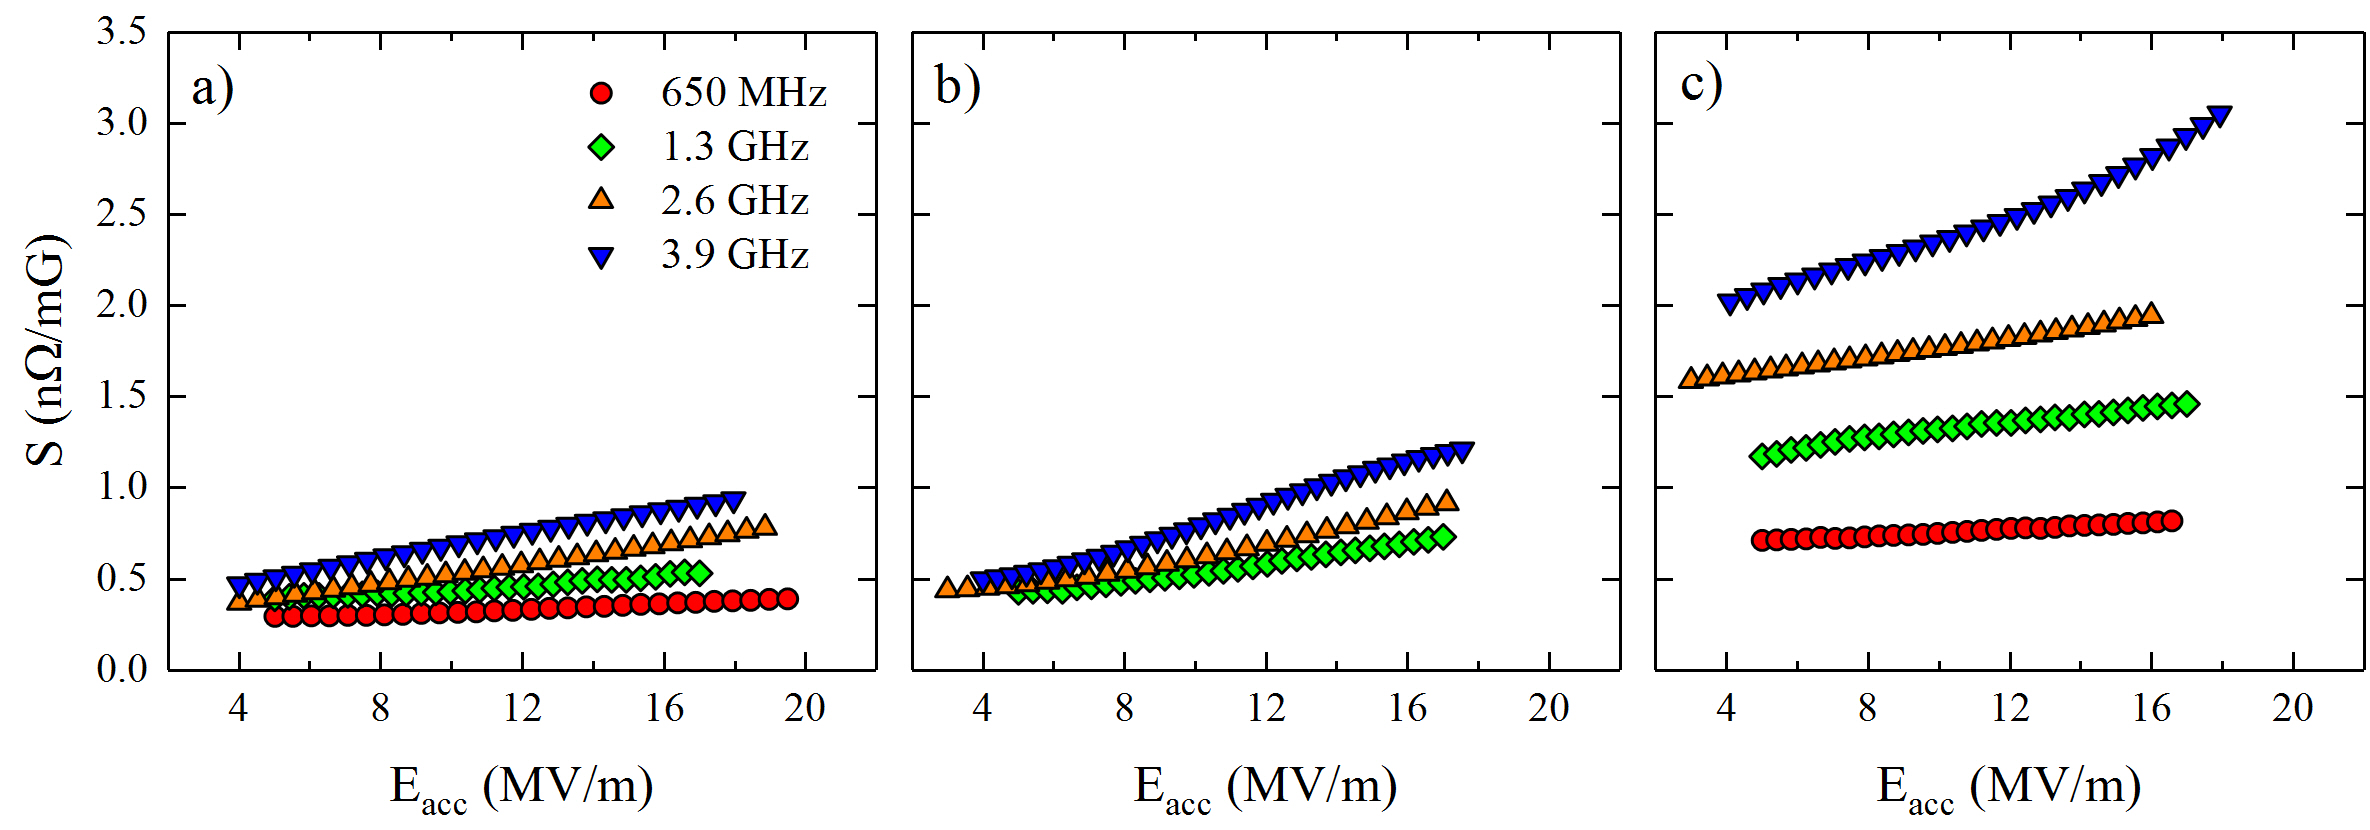 a)
650 MHz
1.3 GHz
2.6 GHz
3.9 GHz
b)
c)
S (nΩ/mG)
3.5
3.0
2.5
2.0
1.5
1.0
0.5
0.0
4 8 12 16 20
4 8 12 16 20
4 8 12 16 20
Eacc (MV/m)
Eacc (MV/m)
Eacc (MV/m)